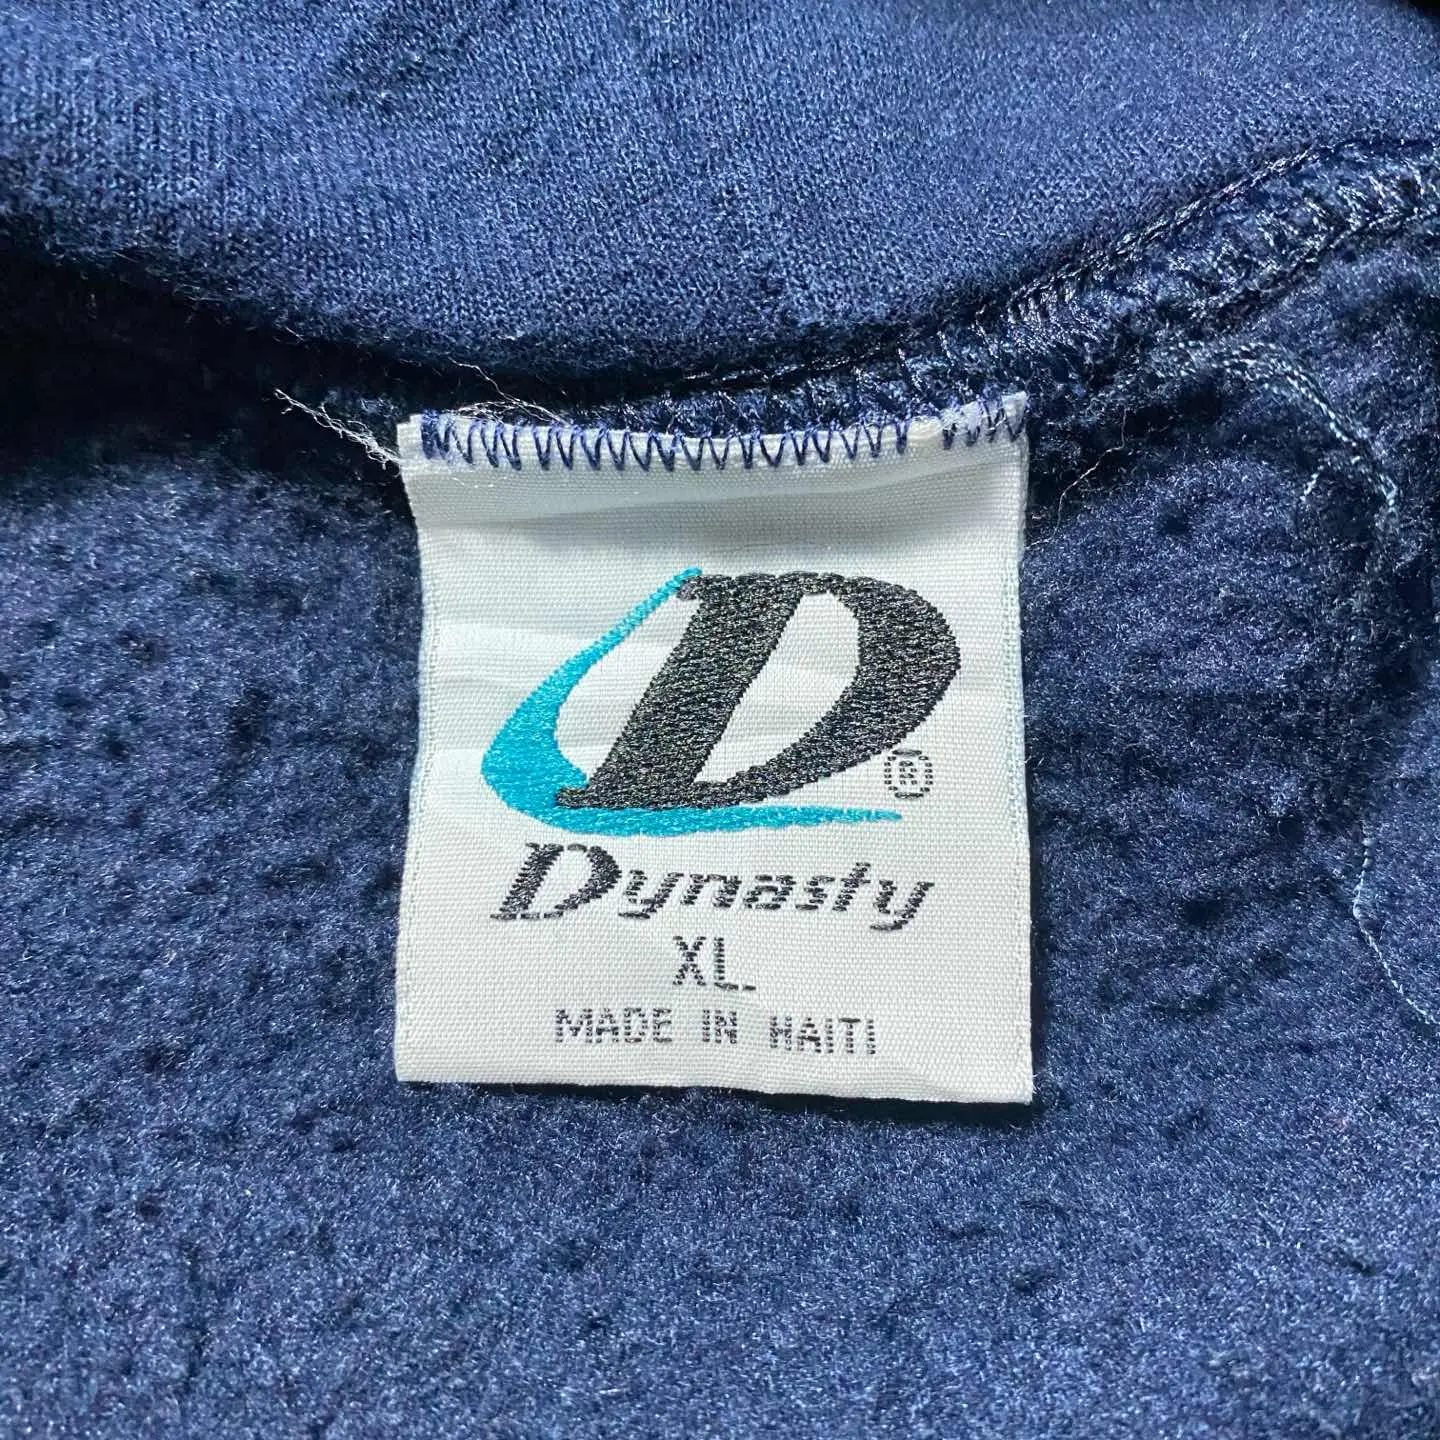 D®
Dynasty
XL
MADE IN HAITI